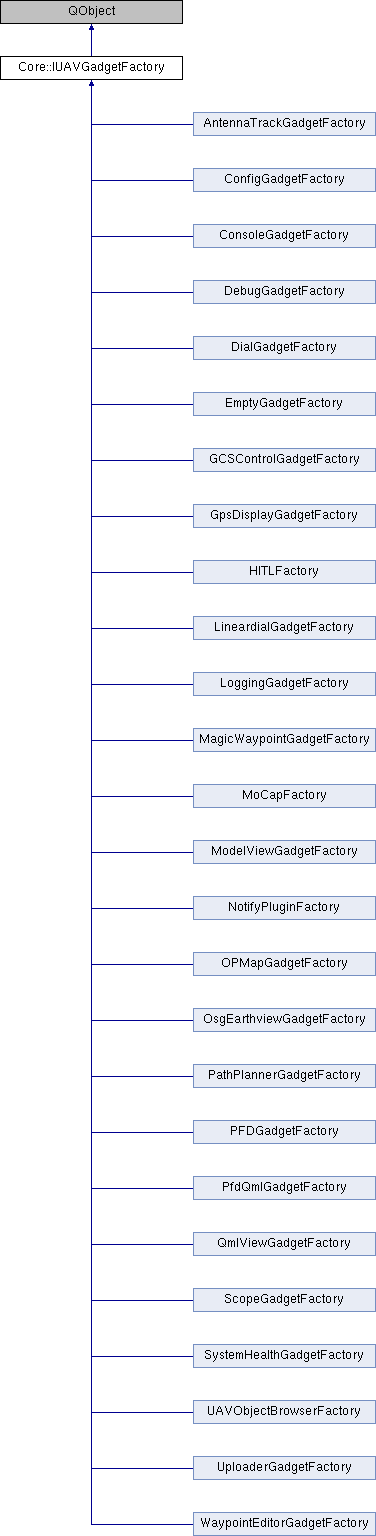 QObject
Core::IUAVGadgetFactory
AntennaTrackGadgetFactory
ConfigGadgetFactory
ConsoleGadgetFactory
DebugGadgetFactory
DialGadgetFactory
EmptyGadgetFactory
GCSControlGadgetFactory
GpsDisplayGadgetFactory
HITLFactory
LineardialGadgetFactory
LoggingGadgetFactory
MagicWaypointGadgetFactory
MoCapFactory
ModelViewGadgetFactory
NotifyPluginFactory
OPMapGadgetFactory
OsgEarthviewGadgetFactory
PathPlannerGadgetFactory
PFDGadgetFactory
PfdQmlGadgetFactory
QmlViewGadgetFactory
ScopeGadgetFactory
SystemHealthGadgetFactory
UAVObjectBrowserFactory
UploaderGadgetFactory
WaypointEditorGadgetFactory